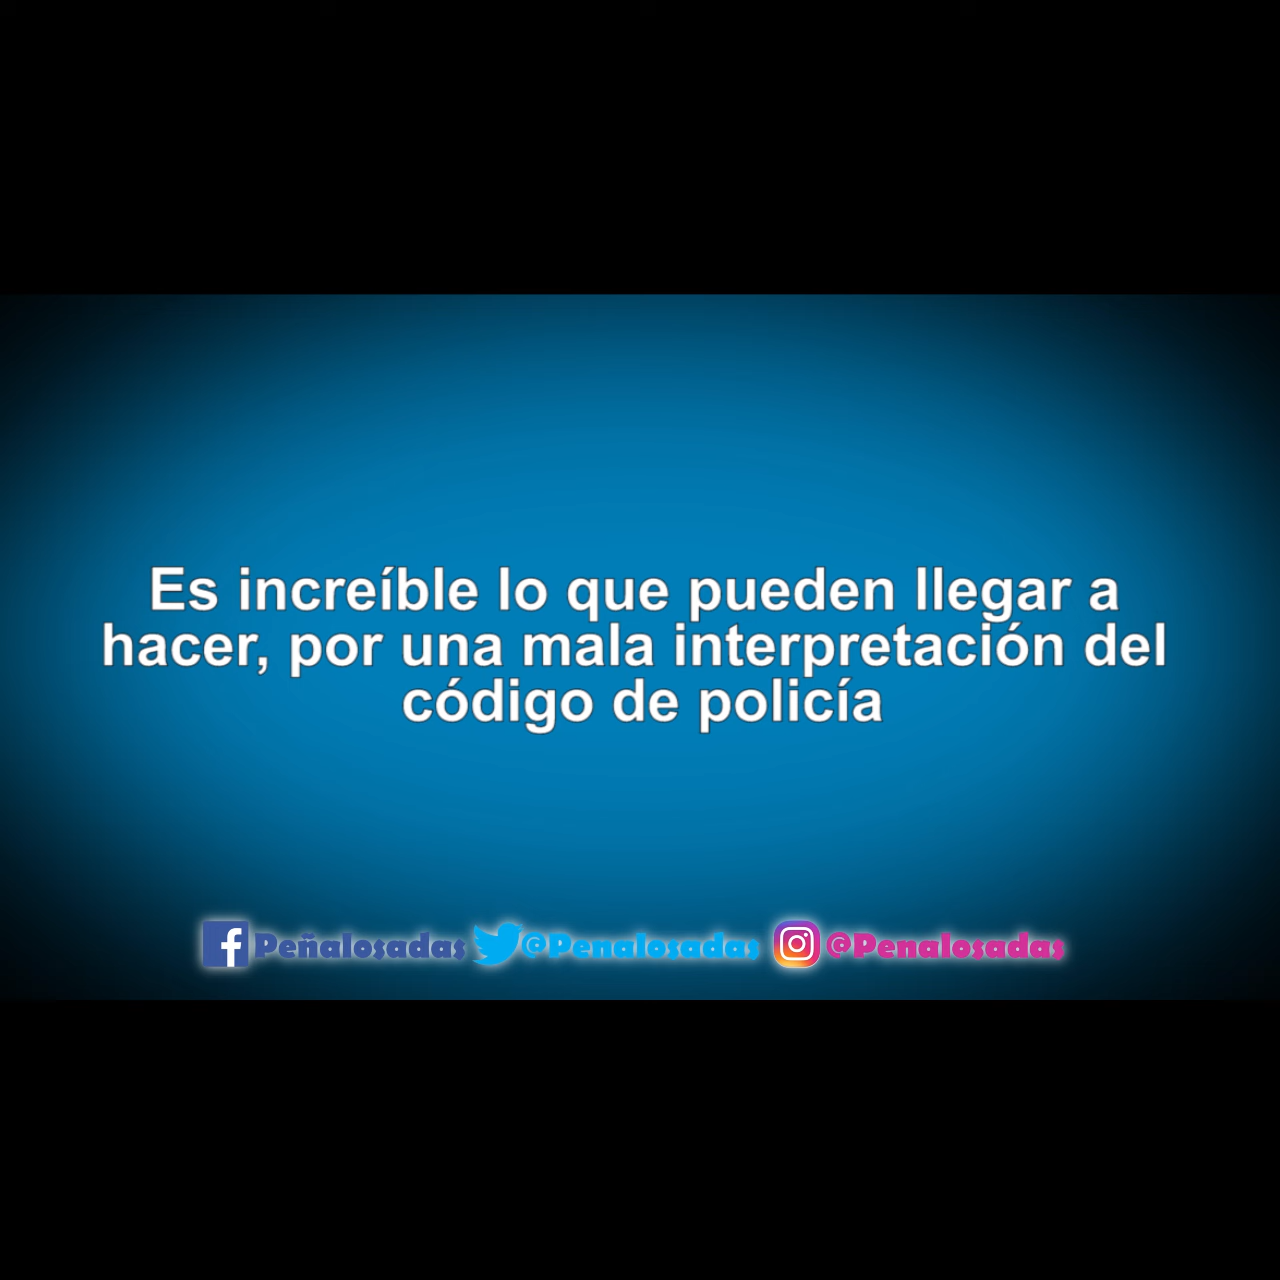 Es increíble lo que pueden llegar a
hacer, por una mala interpretación del
código de policía
Peñalosadas @Penalosadas @Penalosadas